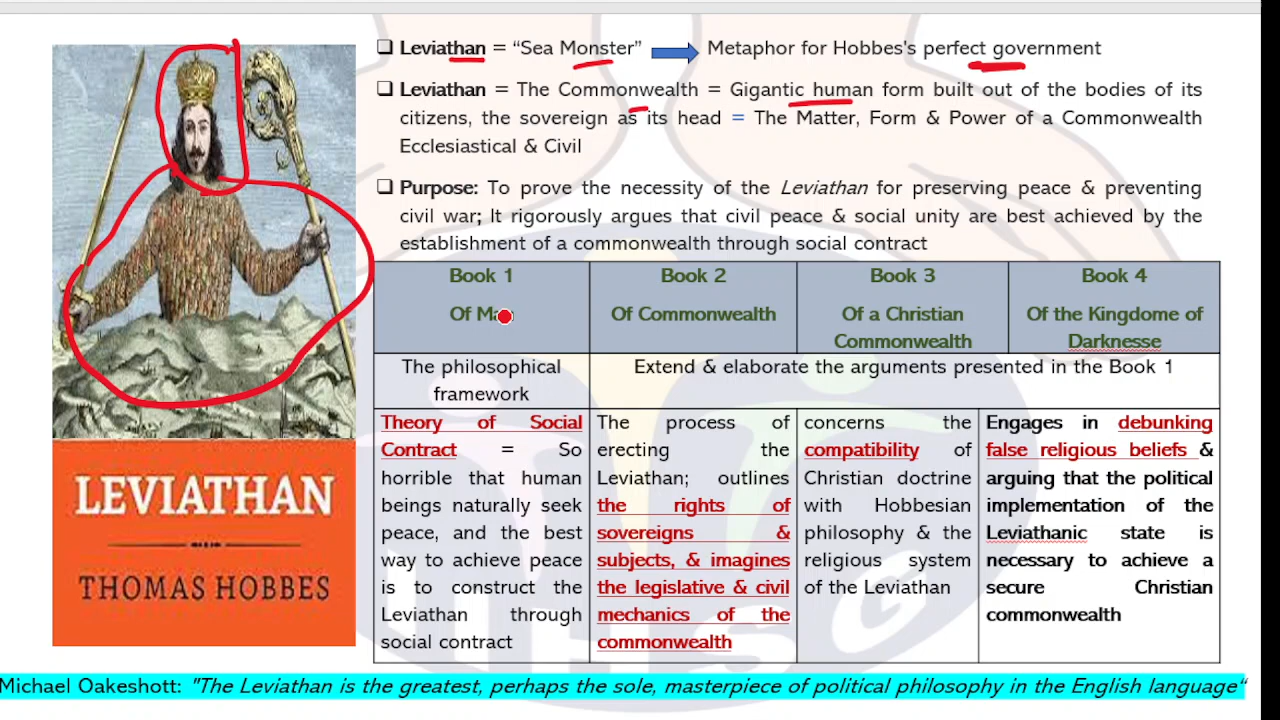 ❑ Leviathan = “Sea Monster” Metaphor for Hobbes's perfect government
❑ Leviathan = The Commonwealth = Gigantic human form built out of the bodies of its
citizens, the sovereign as its head = The Matter, Form & Power of a Commonwealth
Ecclesiastical & Civil
❑ Purpose: To prove the necessity of the Leviathan for preserving peace & preventing
civil war; It rigorously argues that civil peace & social unity are best achieved by the
establishment of a commonwealth through social contract
Book 1
Of Ma
Book 2
Of Commonwealth
Book 3
Of a Christian
Commonwealth
Book 4
Of the Kingdome of
Darknesse
The philosophical
framework
Extend & elaborate the arguments presented in the Book 1
Theory of Social
Contract = So
horrible that human
beings naturally seek
peace, and the best
way to achieve peace
is to construct the
Leviathan through
social contract
The process of
erecting the
Leviathan; outlines
the rights of
sovereigns &
subjects, & imagines
the legislative & civil
mechanics of the
commonwealth
concerns the
compatibility of
Christian doctrine
with Hobbesian
philosophy & the
religious system
of the Leviathan
Engages in debunking
false religious beliefs &
arguing that the political
implementation of the
Leviathanic state is
necessary to achieve a
secure Christian
commonwealth
LEVIATHAN
THOMAS HOBBES
Michael Oakeshott: "The Leviathan is the greatest, perhaps the sole, masterpiece of political philosophy in the English language"